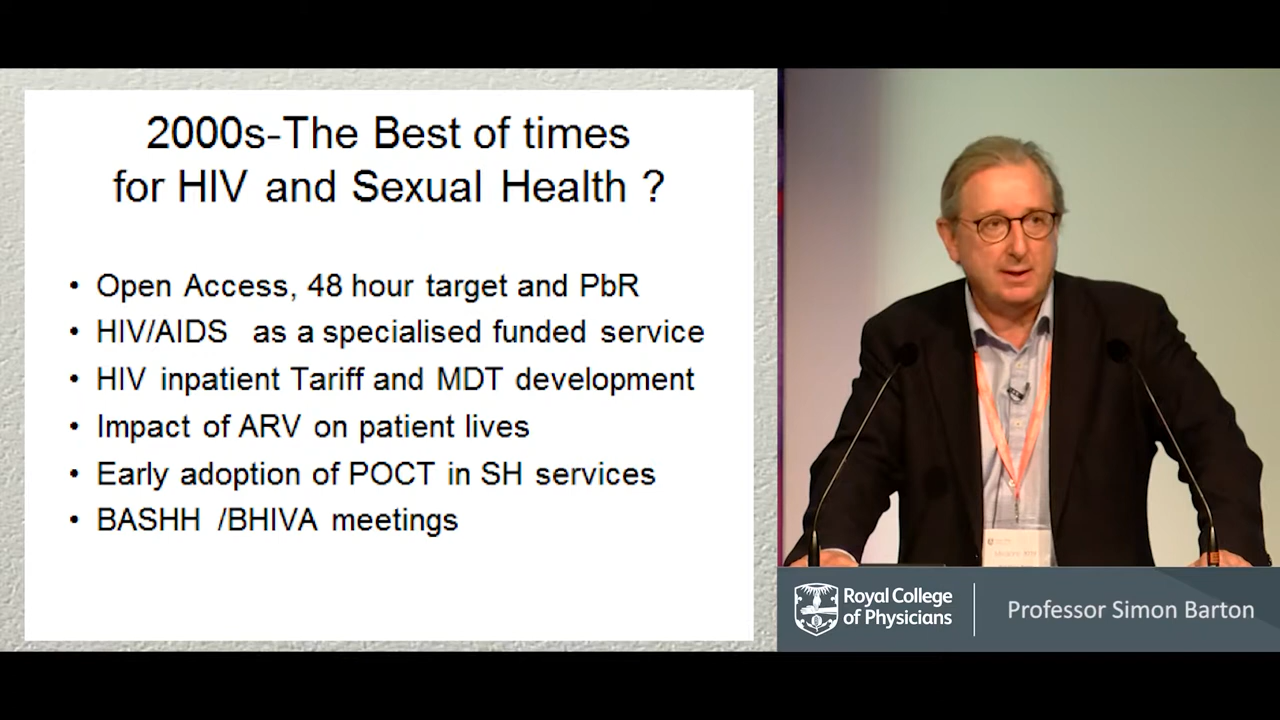 2000s-The Best of times
for HIV and Sexual Health ?
• Open Access, 48 hour target and PbR
• HIV/AIDS as a specialised funded service
• HIV inpatient Tariff and MDT development
• Impact of ARV on patient lives
• Early adoption of POCT in SH services
• BASHH /BHIVA meetings
Royal College
of Physicians
Professor Simon Barton